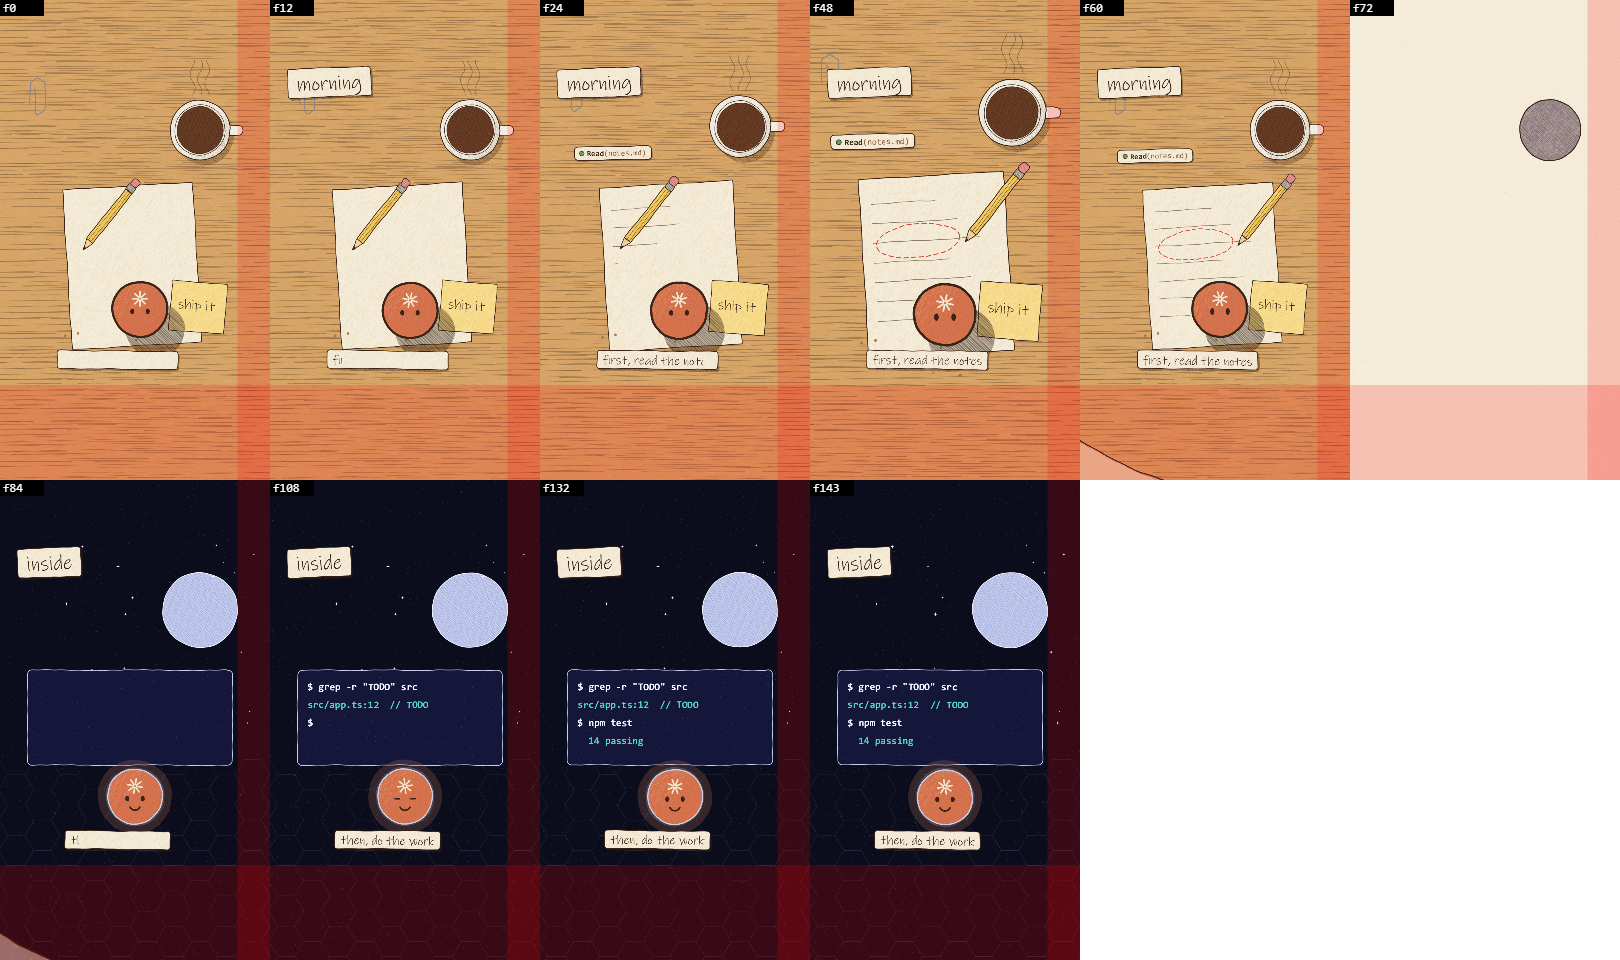 f0
ship it
f12
morning
ship it
fi
f24
morning
Read(notes.md)
ship it
first, read the not
f48
morning
Read(notes.md)
ship it
first, read the notes
f60
morning
Read(notes.md)
ship it
first, read the notes
f72
f84
inside
t
f108
inside
$ grep -r "TODO" src
src/app.ts:12  // TODO
$
then, do the work
f132
inside
$ grep -r "TODO" src
src/app.ts:12  // TODO
$ npm test
14 passing
then, do the work
f143
inside
$ grep -r "TODO" src
src/app.ts:12  // TODO
$ npm test
14 passing
then, do the work